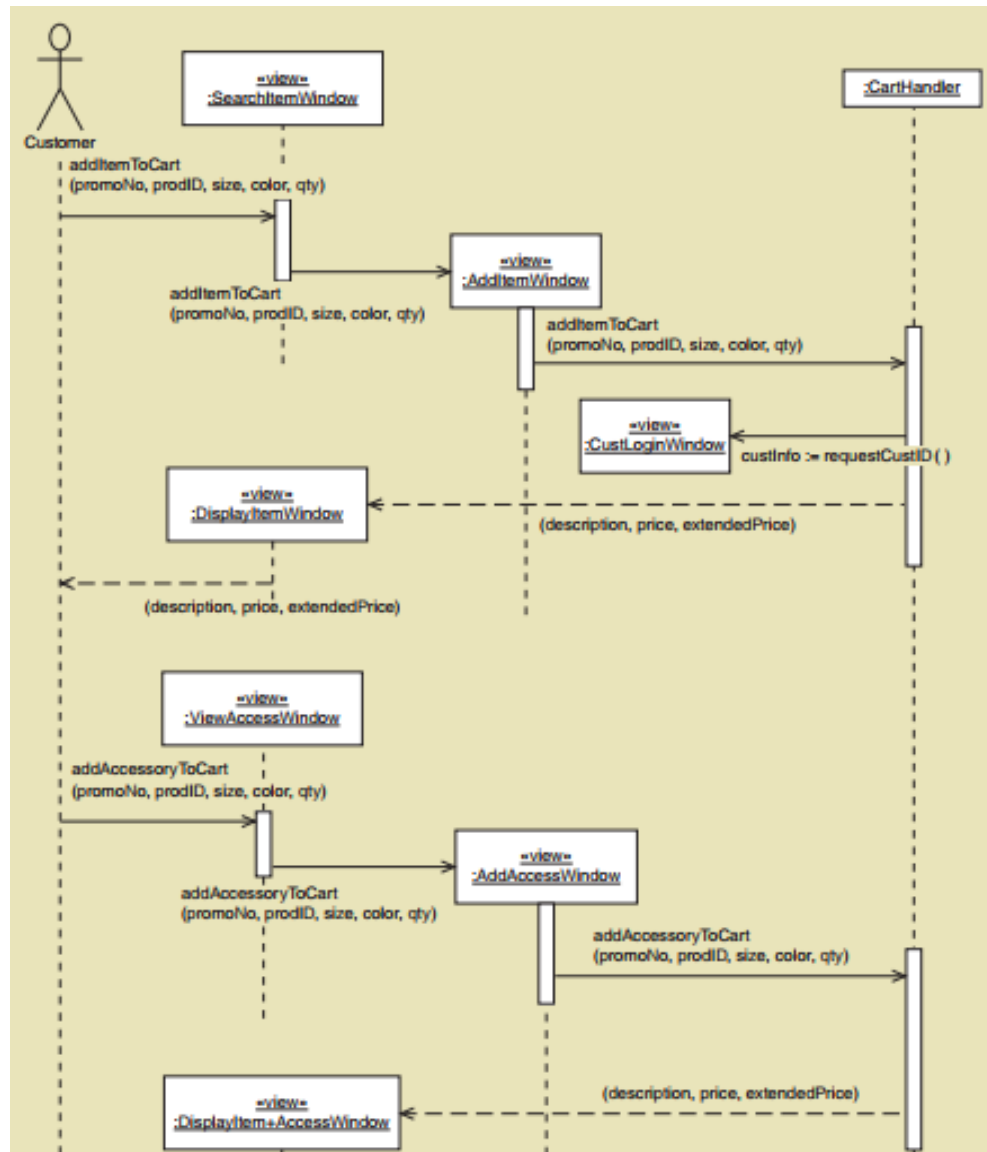 «view»
:SearchItemWindow
:CartHandler
Customer
addItemToCart
(promoNo, prodID, size, color, qty)
«view»
:AddItemWindow
addItemToCart
(promoNo, prodID, size, color, qty)
addItemToCart
(promoNo, prodID, size, color, qty)
«view»
:CustLoginWindow
custInfo := requestCustID ( )
«view»
:DisplayItemWindow
(description, price, extendedPrice)
(description, price, extendedPrice)
«view»
:ViewAccessWindow
addAccessoryToCart
(promoNo, prodID, size, color, qty)
«view»
:AddAccessWindow
addAccessoryToCart
(promoNo, prodID, size, color, qty)
addAccessoryToCart
(promoNo, prodID, size, color, qty)
(description, price, extendedPrice)
«view»
:DisplayItem+AccessWindow